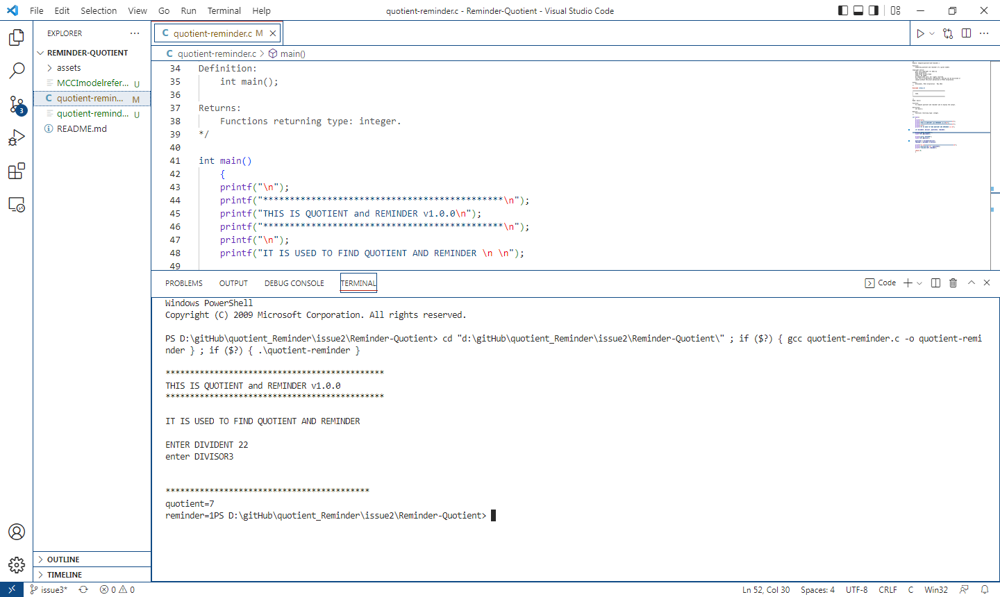 File Edit Selection View Go Run Terminal Help quotient-reminder.c - Reminder-Quotient - Visual Studio Code
EXPLORER ···
REMINDER-QUOTIENT
assets
MCCImodelrefer... U
C quotient-remin... M
quotient-remind... U
README.md
OUTLINE
TIMELINE
3
C quotient-reminder.c M
C quotient-reminder.c > main()
34 Definition:
35 int main();
36
37 Returns:
38 Functions returning type: integer.
39 */
40
41 int main()
42 {
43 printf("\n");
44 printf("*********************************************\n");
45 printf("THIS IS QUOTIENT and REMINDER v1.0.0\n");
46 printf("*********************************************\n");
47 printf("\n");
48 printf("IT IS USED TO FIND QUOTIENT AND REMINDER \n \n");
49
PROBLEMS OUTPUT DEBUG CONSOLE TERMINAL Code
Windows PowerShell
Copyright (C) 2009 Microsoft Corporation. All rights reserved.
PS D:\gitHub\quotient_Reminder\issue2\Reminder-Quotient> cd "d:\gitHub\quotient_Reminder\issue2\Reminder-Quotient\" ; if ($?) { gcc quotient-reminder.c -o quotient-remi
nder } ; if ($?) { .\quotient-reminder }
*********************************************
THIS IS QUOTIENT and REMINDER v1.0.0
*********************************************
IT IS USED TO FIND QUOTIENT AND REMINDER
ENTER DIVIDENT 22
enter DIVISOR3
******************************************
quotient=7
reminder=1PS D:\gitHub\quotient_Reminder\issue2\Reminder-Quotient>
issue3* 0 0 Ln 52, Col 30 Spaces: 4 UTF-8 CRLF C Win32